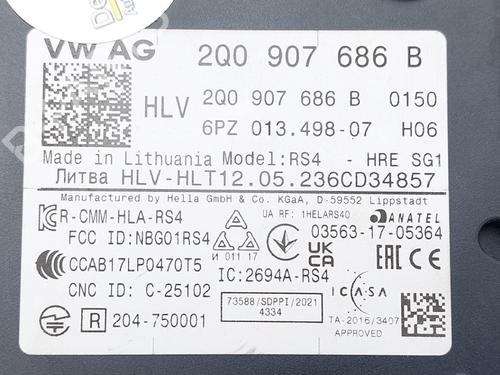 VW AG 2Q0 907 686 B
HLV 2Q0 907 686 B 0150
6PZ 013.498-07 H06
Made in Lithuania Model:RS4 - HRE SG1
Литва HLV-HLT12.05.236CD34857
Manufactured by Hella GmbH & Co. KGaA, D-59552 Lippstadt
R-CMM-HLA-RS4 UA RF: 1HELARS40 ANATEL
FCC ID:NBG01RS4 03563-17-05364
CCAB17LP0470T5 И 011 17 UK CA EAC CE
IC:2694A-RS4
CNC ID: C-25102 73588/SDPPI/2021 ICASA
4334
R 204-750001 TA-2016/3407
APPROVED